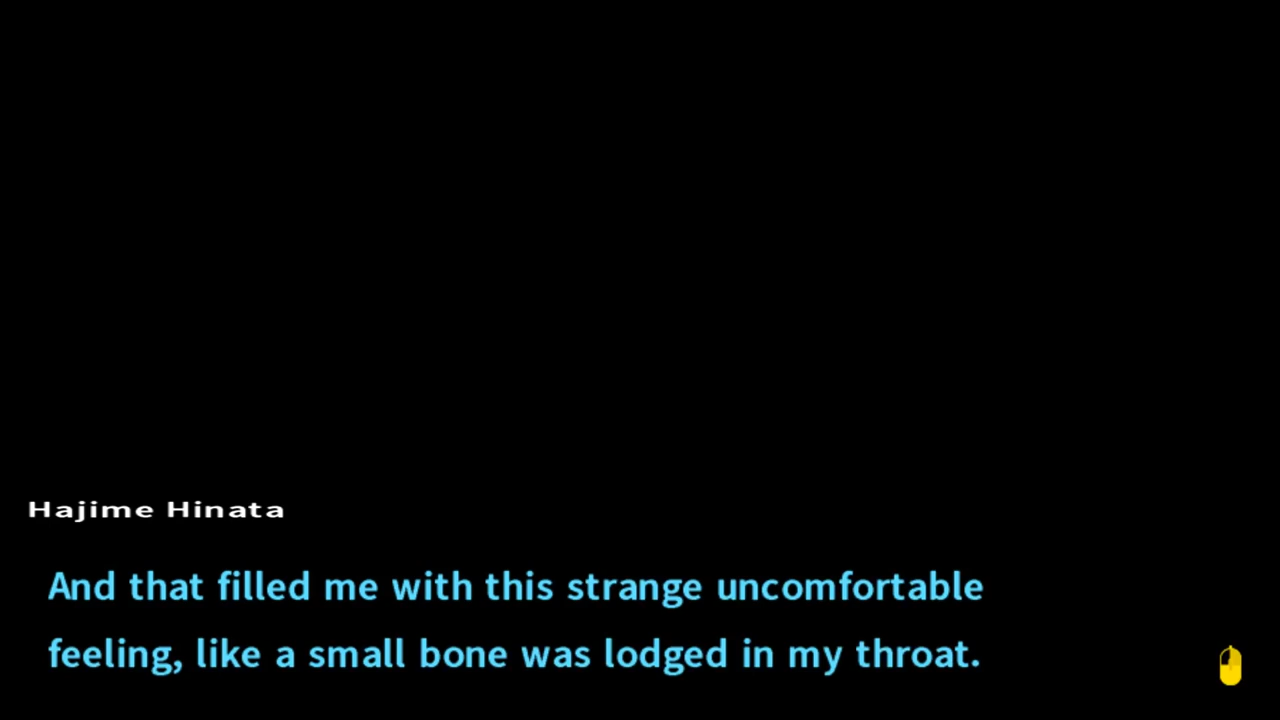 Hajime Hinata
And that filled me with this strange uncomfortable
feeling, like a small bone was lodged in my throat.